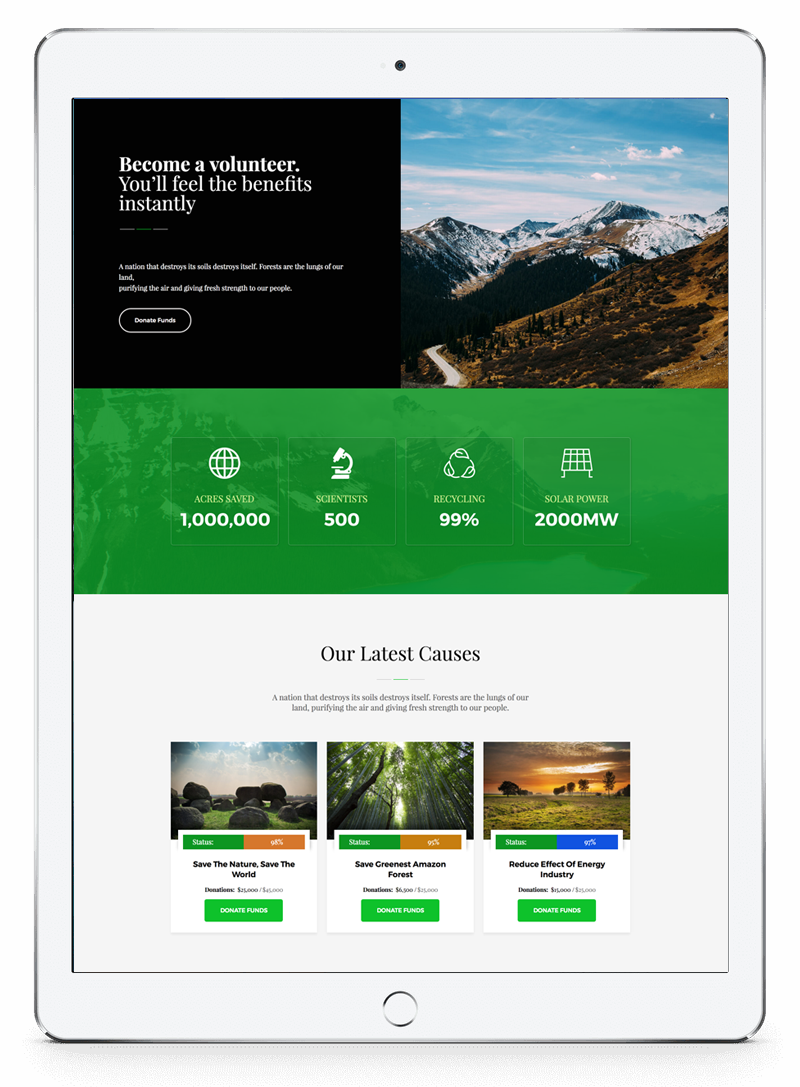 Become a volunteer.
You'll feel the benefits
instantly
A nation that destroys its soils destroys itself. Forests are the lungs of our
land,
purifying the air and giving fresh strength to our people.
Donate Funds
ACRES SAVED
1,000,000
SCIENTISTS
500
RECYCLING
99%
SOLAR POWER
2000MW
Our Latest Causes
A nation that destroys its soils destroys itself. Forests are the lungs of our
land, purifying the air and giving fresh strength to our people.
Status: 98%
Save The Nature, Save The
World
Donations: $25,000 / $45,000
DONATE FUNDS
Status: 95%
Save Greenest Amazon
Forest
Donations: $6,500 / $25,000
DONATE FUNDS
Status: 97%
Reduce Effect Of Energy
Industry
Donations: $15,000 / $25,000
DONATE FUNDS